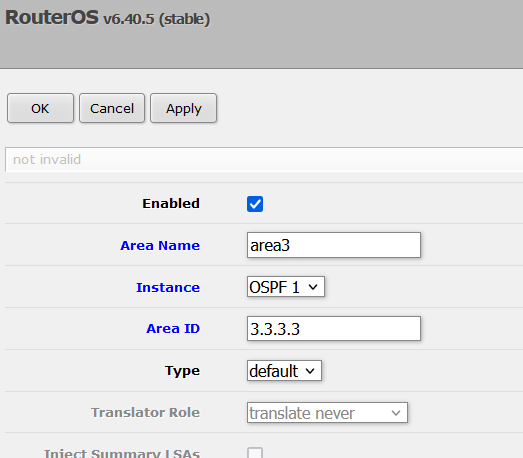 RouterOS v6.40.5 (stable)
OK Cancel Apply
not invalid
Enabled
Area Name area3
Instance OSPF 1
Area ID 3.3.3.3
Type default
Translator Role translate never
Inject Summary LSAs